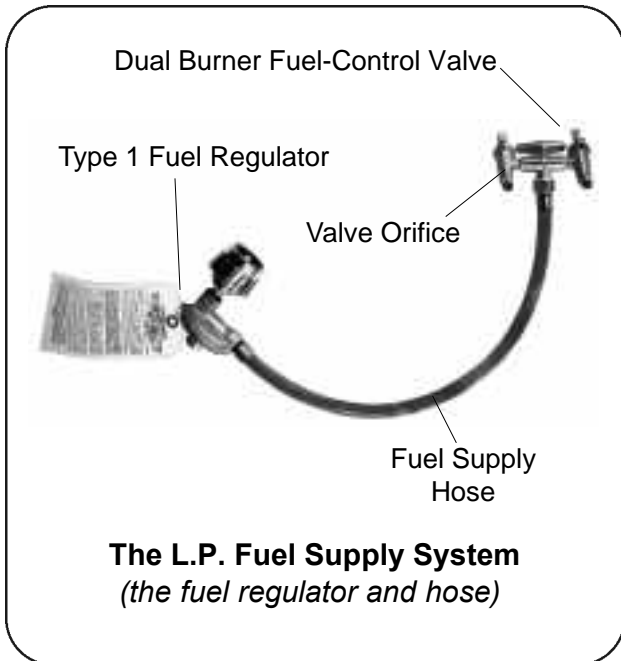 Dual Burner Fuel-Control Valve
Type 1 Fuel Regulator
Valve Orifice
Fuel Supply
Hose
The L.P. Fuel Supply System
(the fuel regulator and hose)